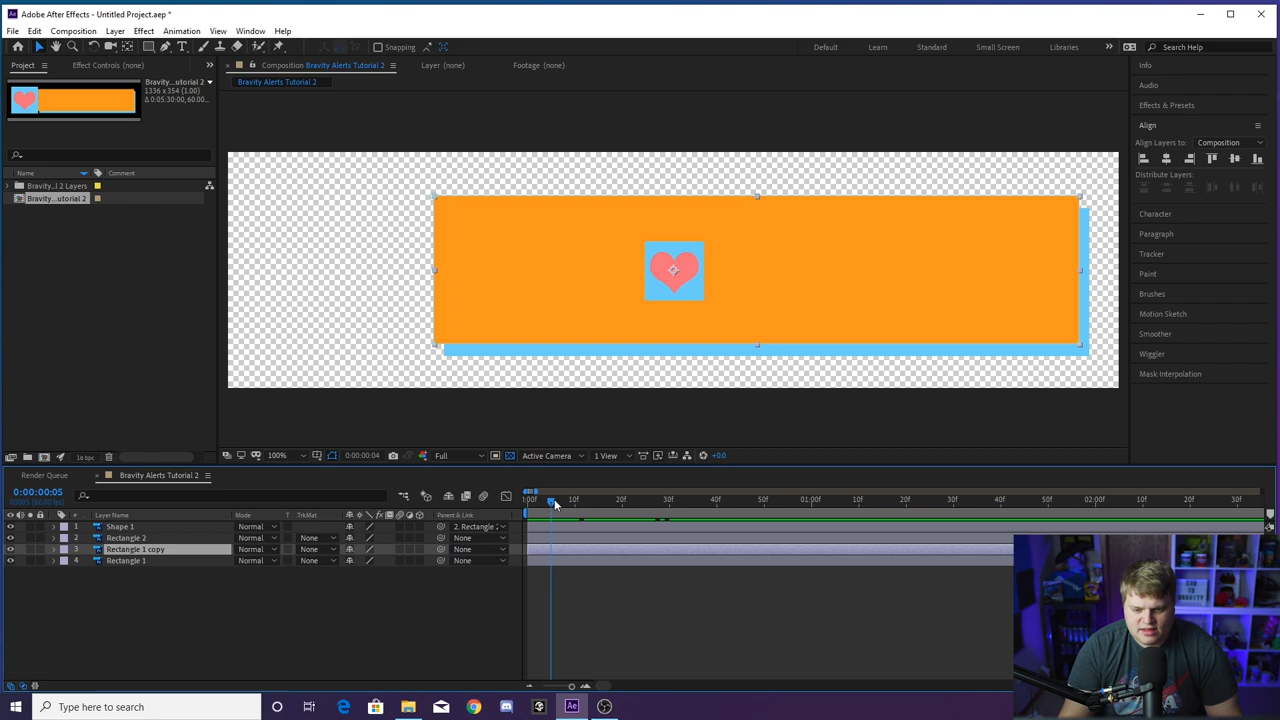 Adobe After Effects - Untitled Project.aep *
File Edit Composition Layer Effect Animation View Window Help
Snapping
Default Learn Standard Small Screen Libraries
Search Help
Project
Effect Controls (none)
Composition Bravity Alerts Tutorial 2
Layer (none)
Footage (none)
Bravity Alerts Tutorial 2
Bravity...utorial 2
1336 x 354 (1.00)
Δ 0:05:30:00, 60.00...
Name
Comment
Bravity...l 2 Layers
Bravity...utorial 2
Info
Audio
Effects & Presets
Align
Align Layers to: Composition
Distribute Layers:
Character
Paragraph
Tracker
Paint
Brushes
Motion Sketch
Smoother
Wiggler
Mask Interpolation
100%
0:00:00:04
Full
Active Camera
1 View
+0.0
Render Queue
Bravity Alerts Tutorial 2
0:00:00:05
00005 (60.00 fps)
:00f 10f 20f 30f 40f 50f 01:00f 10f 20f 30f 40f 50f 02:00f 10f 20f 30f
# Layer Name Mode T TrkMat Parent & Link
1 Shape 1 Normal 2. Rectangle 2
2 Rectangle 2 Normal None None
3 Rectangle 1 copy Normal None None
4 Rectangle 1 Normal None None
Type here to search
Ae